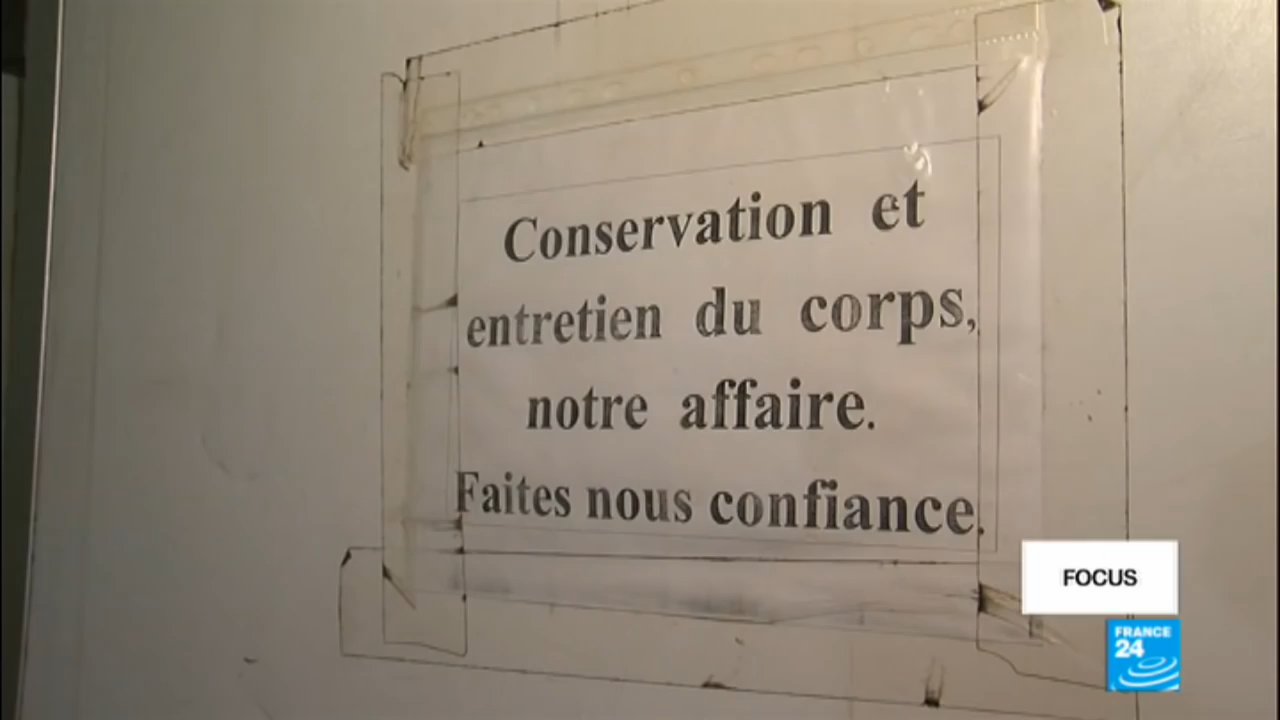 Conservation et
entretien du corps,
notre affaire.
Faites nous confiance.
FOCUS
FRANCE
24